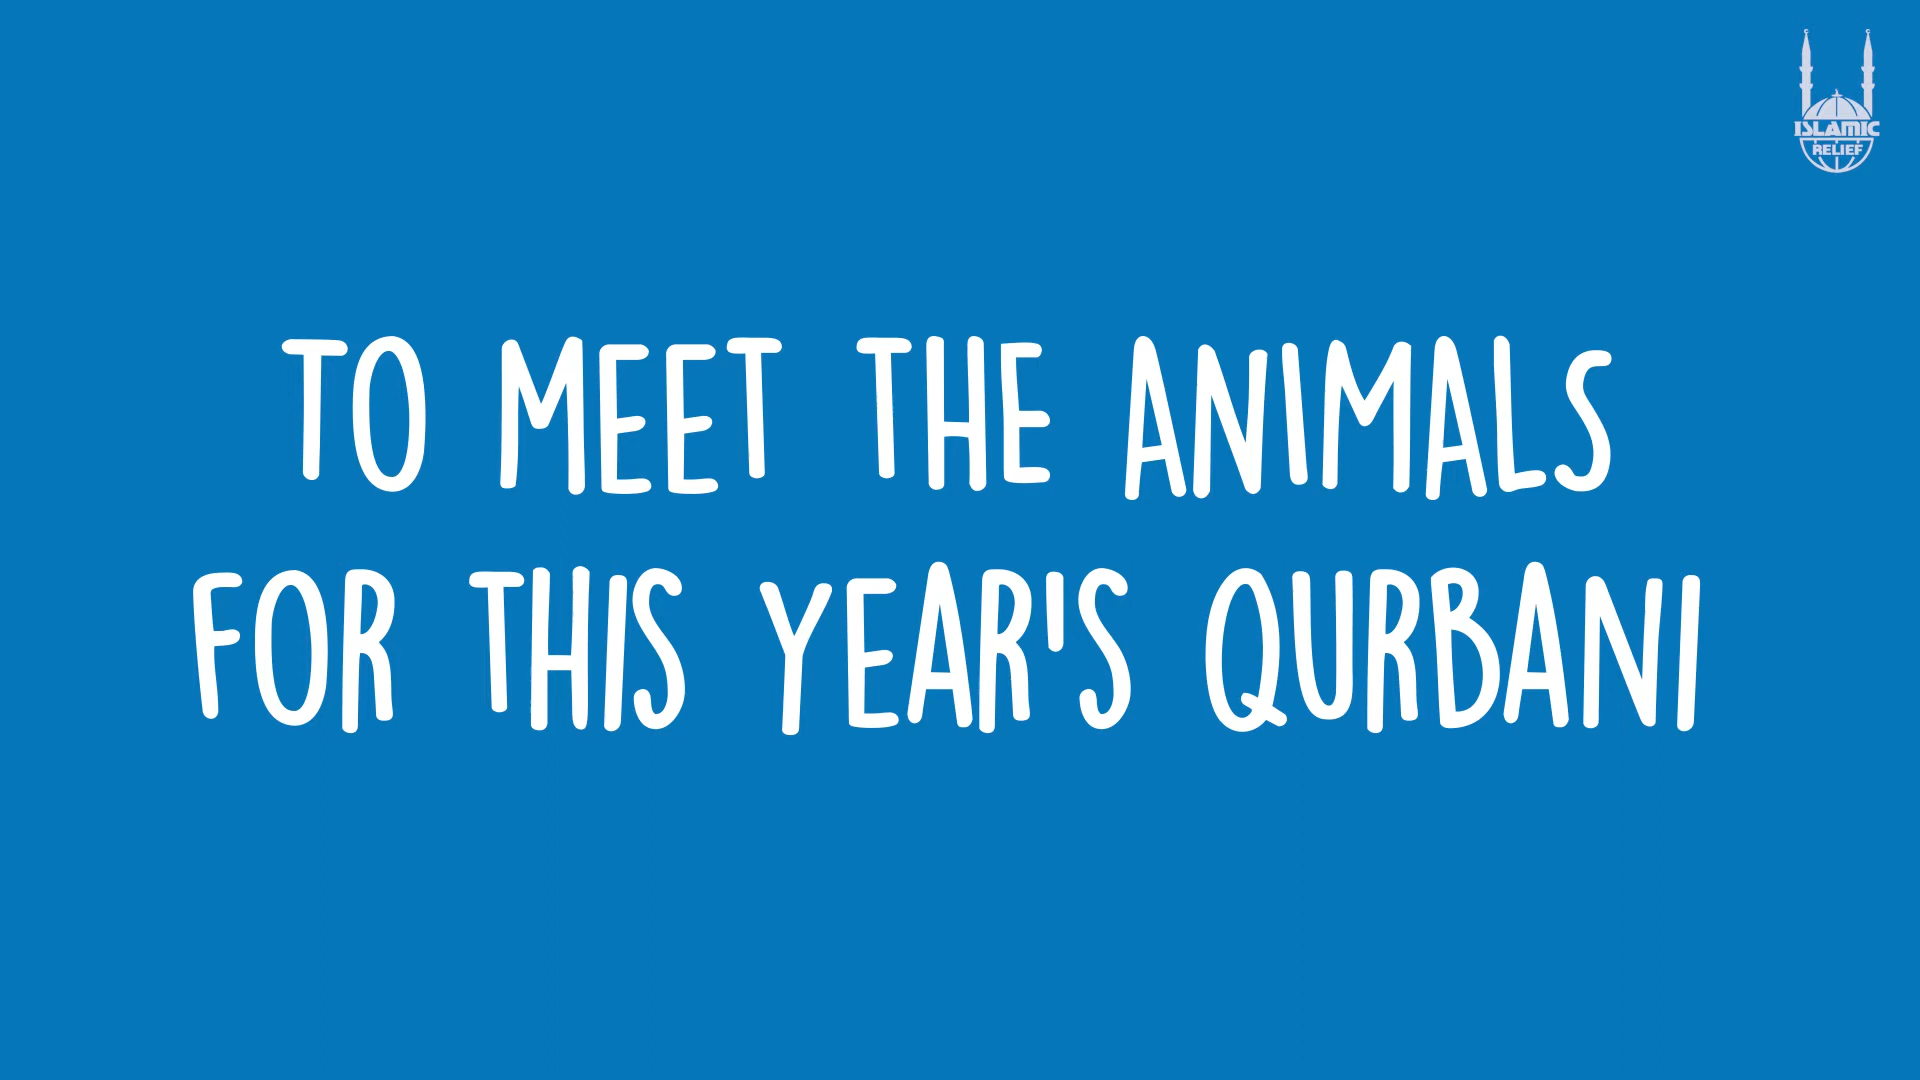 ISLAMIC
RELIEF
TO MEET THE ANIMALS
FOR THIS YEAR'S QURBANI